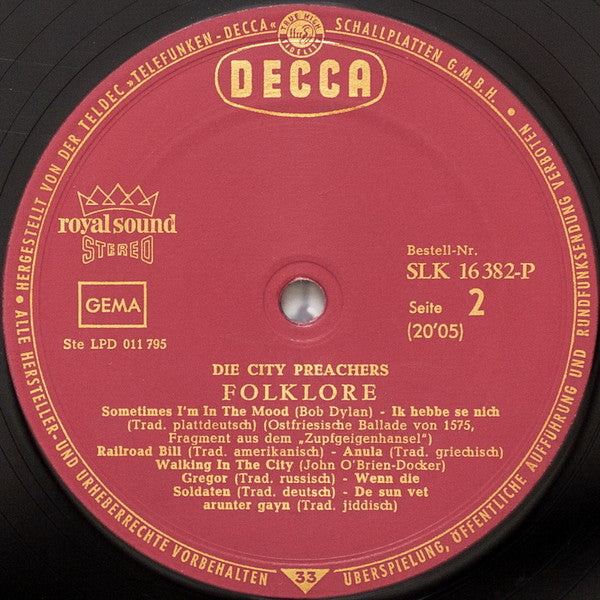 HERGESTELLT VON DER TELDEC »TELEFUNKEN-DECCA« SCHALLPLATTEN G.M.B.H.
TRUE HIGH
FIDELITY
DECCA
royal sound
STEREO
GEMA
Ste LPD 011 795
Bestell-Nr.
SLK 16 382-P
Seite 2
(20'05)
DIE CITY PREACHERS
FOLKLORE
Sometimes I'm In The Mood (Bob Dylan) - Ik hebbe se nich
(Trad. plattdeutsch) (Ostfriesische Ballade von 1575,
Fragment aus dem „Zupfgeigenhansel")
Railroad Bill (Trad. amerikanisch) - Anula (Trad. griechisch)
Walking In The City (John O'Brien-Docker)
Gregor (Trad. russisch) - Wenn die
Soldaten (Trad. deutsch) - De sun vet
arunter gayn (Trad. jiddisch)
• ALLE HERSTELLER- UND URHEBERRECHTE VORBEHALTEN
33
ÜBERSPIELUNG, ÖFFENTLICHE AUFFÜHRUNG UND RUNDFUNKSENDUNG VERBOTEN •